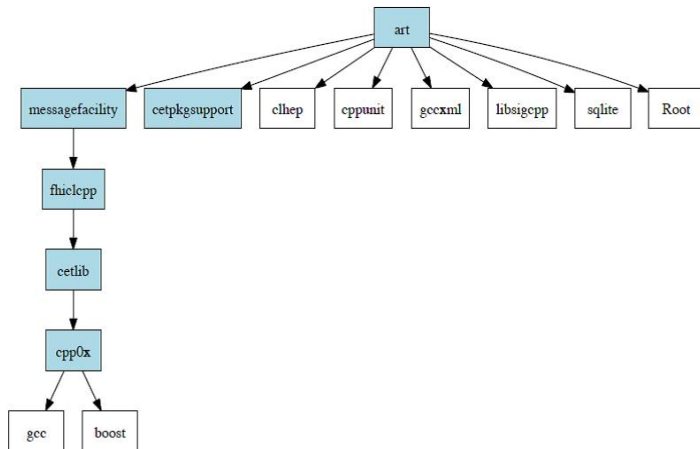 art
messagefacility
cetpkgsupport
clhep
cppunit
gccxml
libsigcpp
sqlite
Root
fhiclcpp
cetlib
cpp0x
gcc
boost